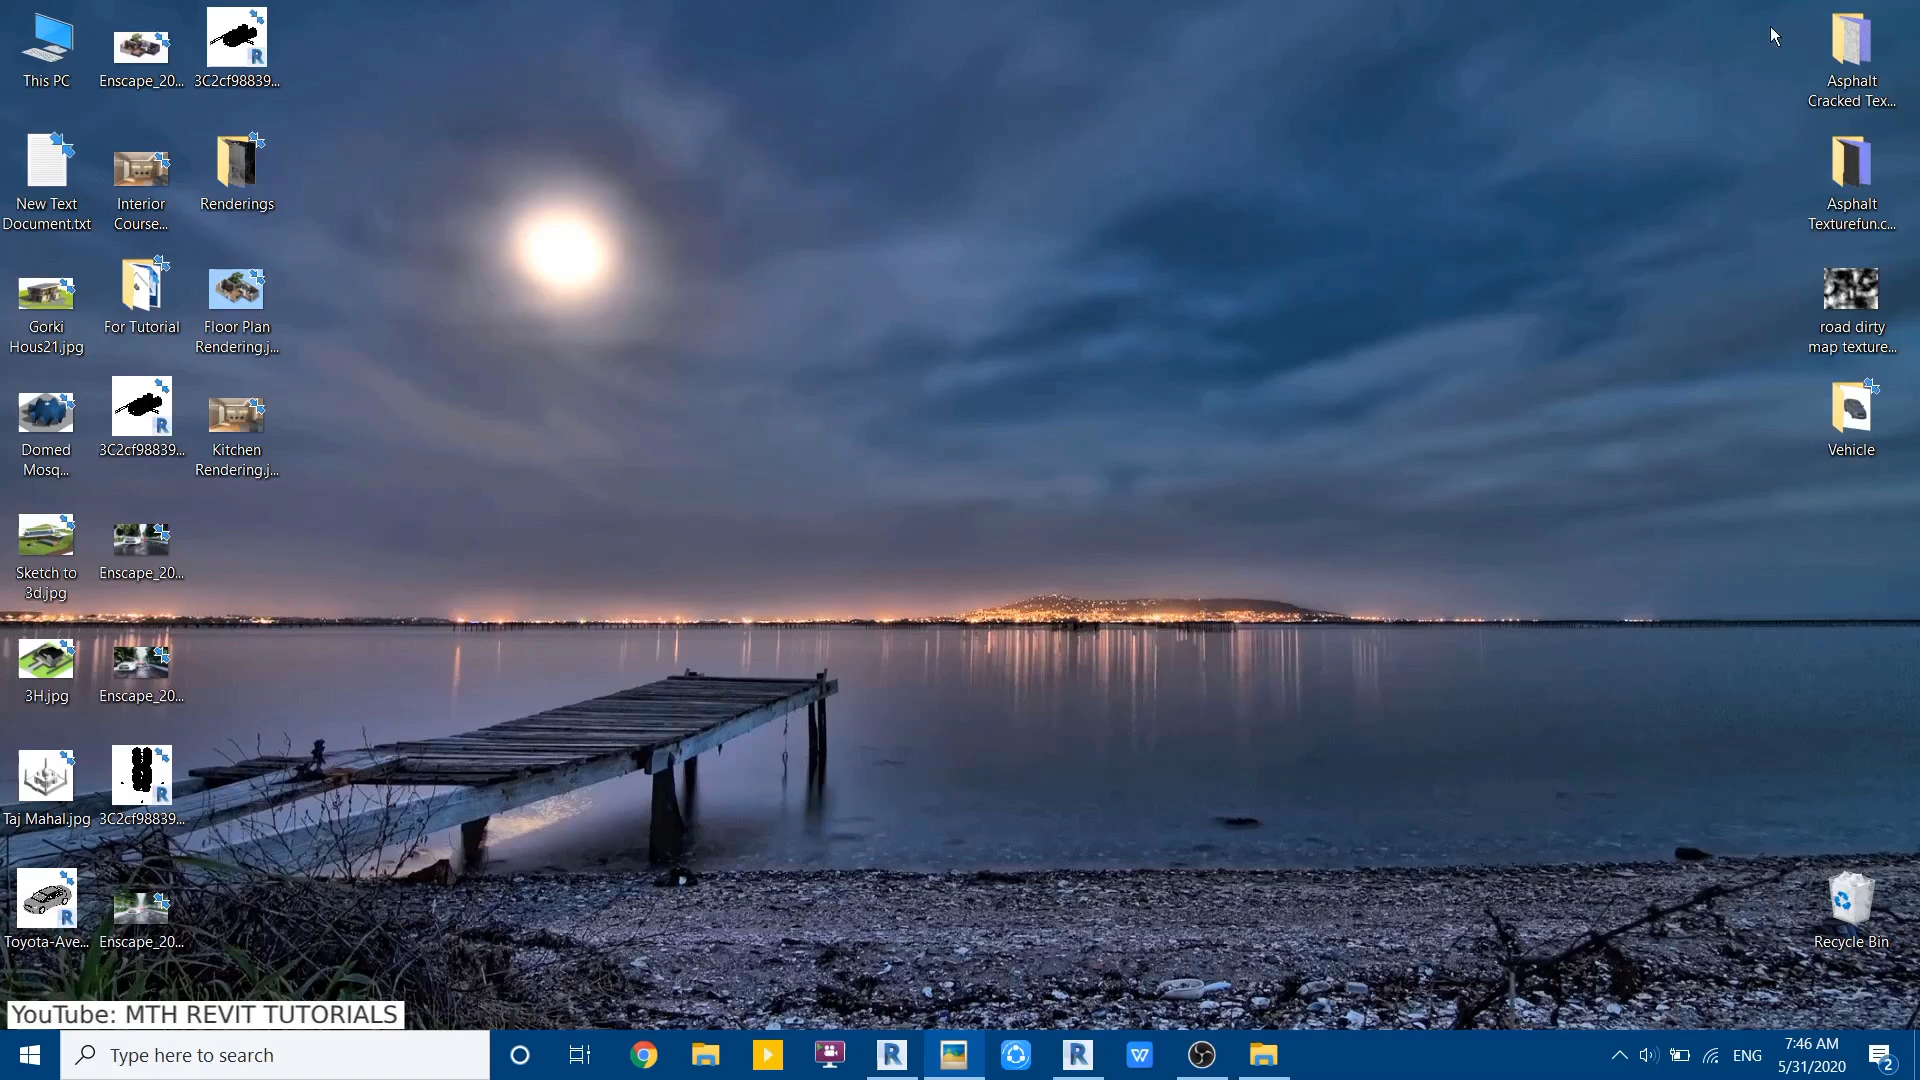 This PC
Enscape_20...
3C2cf98839...
New Text
Document.txt
Interior
Course...
Renderings
Gorki
Hous21.jpg
For Tutorial
Floor Plan
Rendering.j...
Domed
Mosq...
3C2cf98839...
Kitchen
Rendering.j...
Sketch to
3d.jpg
Enscape_20...
3H.jpg
Enscape_20...
Taj Mahal.jpg
3C2cf98839...
Toyota-Ave...
Enscape_20...
Asphalt
Cracked Tex...
Asphalt
Texturefun.c...
road dirty
map texture...
Vehicle
Recycle Bin
YouTube: MTH REVIT TUTORIALS
Type here to search
ENG
7:46 AM
5/31/2020
2